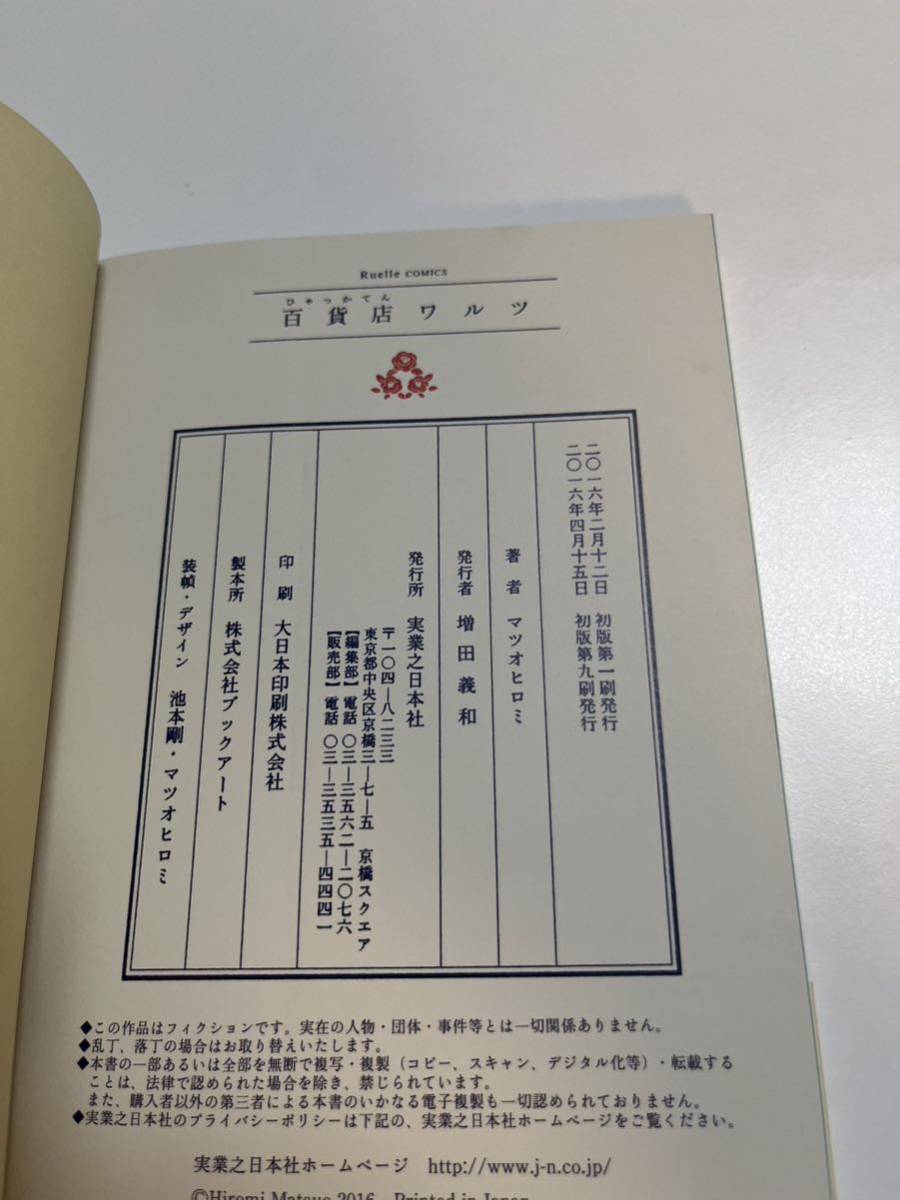 Ruelle COMICS
ひゃっかてん
百貨店ワルツ
二〇一六年二月十二日 初版第一刷発行
二〇一六年四月十五日 初版第九刷発行
著者 マツオヒロミ
発行者 増田義和
発行所 実業之日本社
〒一〇四―八二三三
東京都中央区京橋三―七―五 京橋スクエア
【編集部】電話 〇三―三五六二―二〇七六
【販売部】電話 〇三―三五三五―四四四一
印刷 大日本印刷株式会社
製本所 株式会社ブックアート
装幀・デザイン 池本剛・マツオヒロミ
◆この作品はフィクションです。実在の人物・団体・事件等とは一切関係ありません。
◆乱丁、落丁の場合はお取り替えいたします。
◆本書の一部あるいは全部を無断で複写・複製（コピー、スキャン、デジタル化等）・転載する
ことは、法律で認められた場合を除き、禁じられています。
また、購入者以外の第三者による本書のいかなる電子複製も一切認められておりません。
◆実業之日本社のプライバシーポリシーは下記の、実業之日本社ホームページをご覧ください。
実業之日本社ホームページ http://www.j-n.co.jp/
©Hiromi Matsuo 2016 Printed in Japan